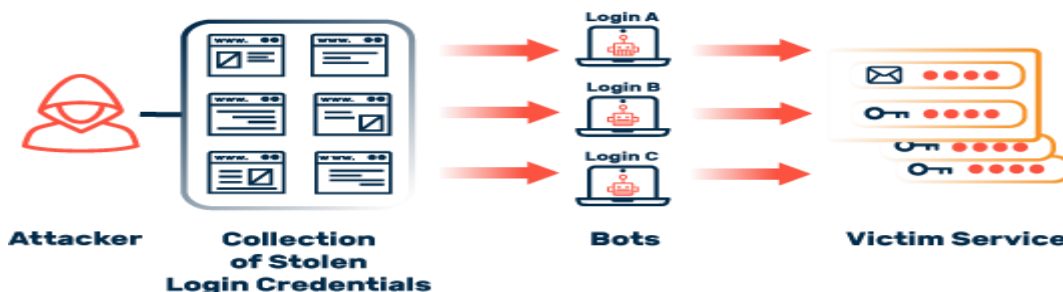 Login A
www. www.
Login B
www. www.
Login C
www. www.
Attacker
Collection
of Stolen
Login Credentials
Bots
Victim Service